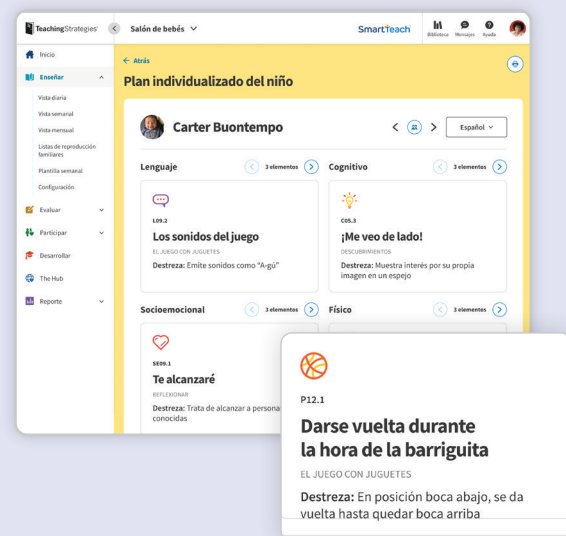 TeachingStrategies®
Salón de bebés
SmartTeach
Biblioteca
Mensajes
Ayuda
Inicio
Enseñar
Vista diaria
Vista semanal
Vista mensual
Listas de reproducción
familiares
Plantilla semanal
Configuración
Evaluar
Participar
Desarrollar
The Hub
Reporte
← Atrás
Plan individualizado del niño
Carter Buontempo
Español
Lenguaje
3 elementos
L09.2
Los sonidos del juego
EL JUEGO CON JUGUETES
Destreza: Emite sonidos como "A-gú"
Cognitivo
3 elementos
C05.3
¡Me veo de lado!
DESCUBRIMIENTOS
Destreza: Muestra interés por su propia
imagen en un espejo
Socioemocional
3 elementos
SE09.1
Te alcanzaré
REFLEXIONAR
Destreza: Trata de alcanzar a persona
conocidas
Físico
3 elementos
P12.1
Darse vuelta durante
la hora de la barriguita
EL JUEGO CON JUGUETES
Destreza: En posición boca abajo, se da
vuelta hasta quedar boca arriba